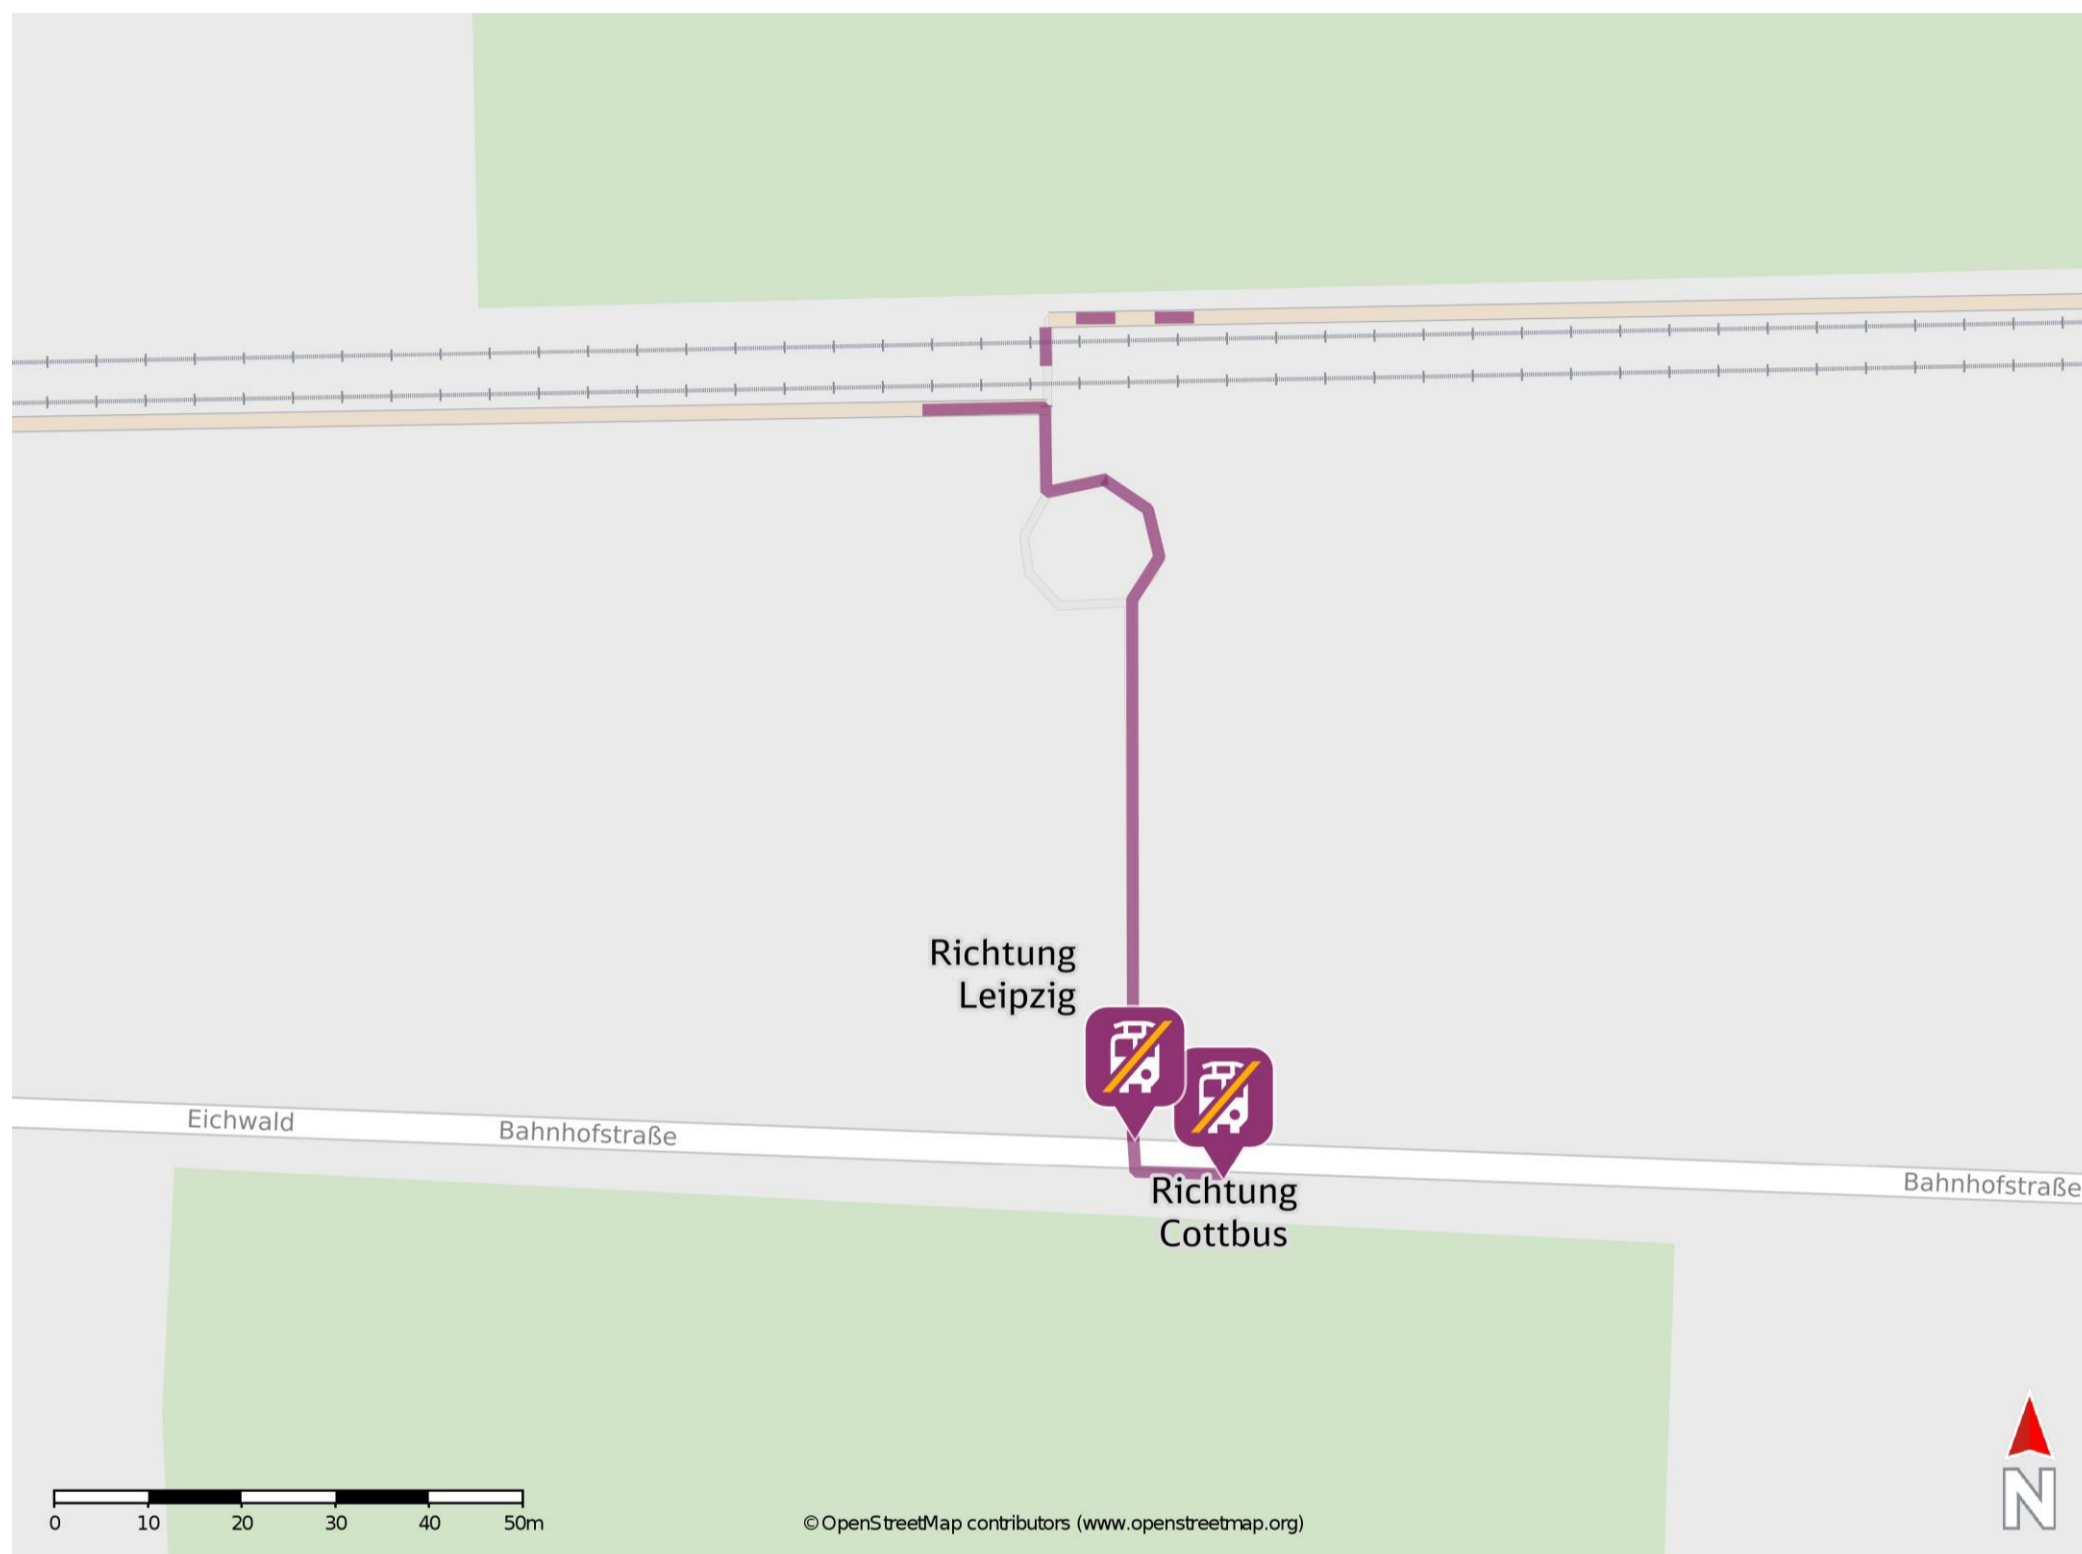 Richtung
Leipzig
Eichwald
Bahnhofstraße
Bahnhofstraße
Richtung
Cottbus
0 10 20 30 40 50m
© OpenStreetMap contributors (www.openstreetmap.org)
N